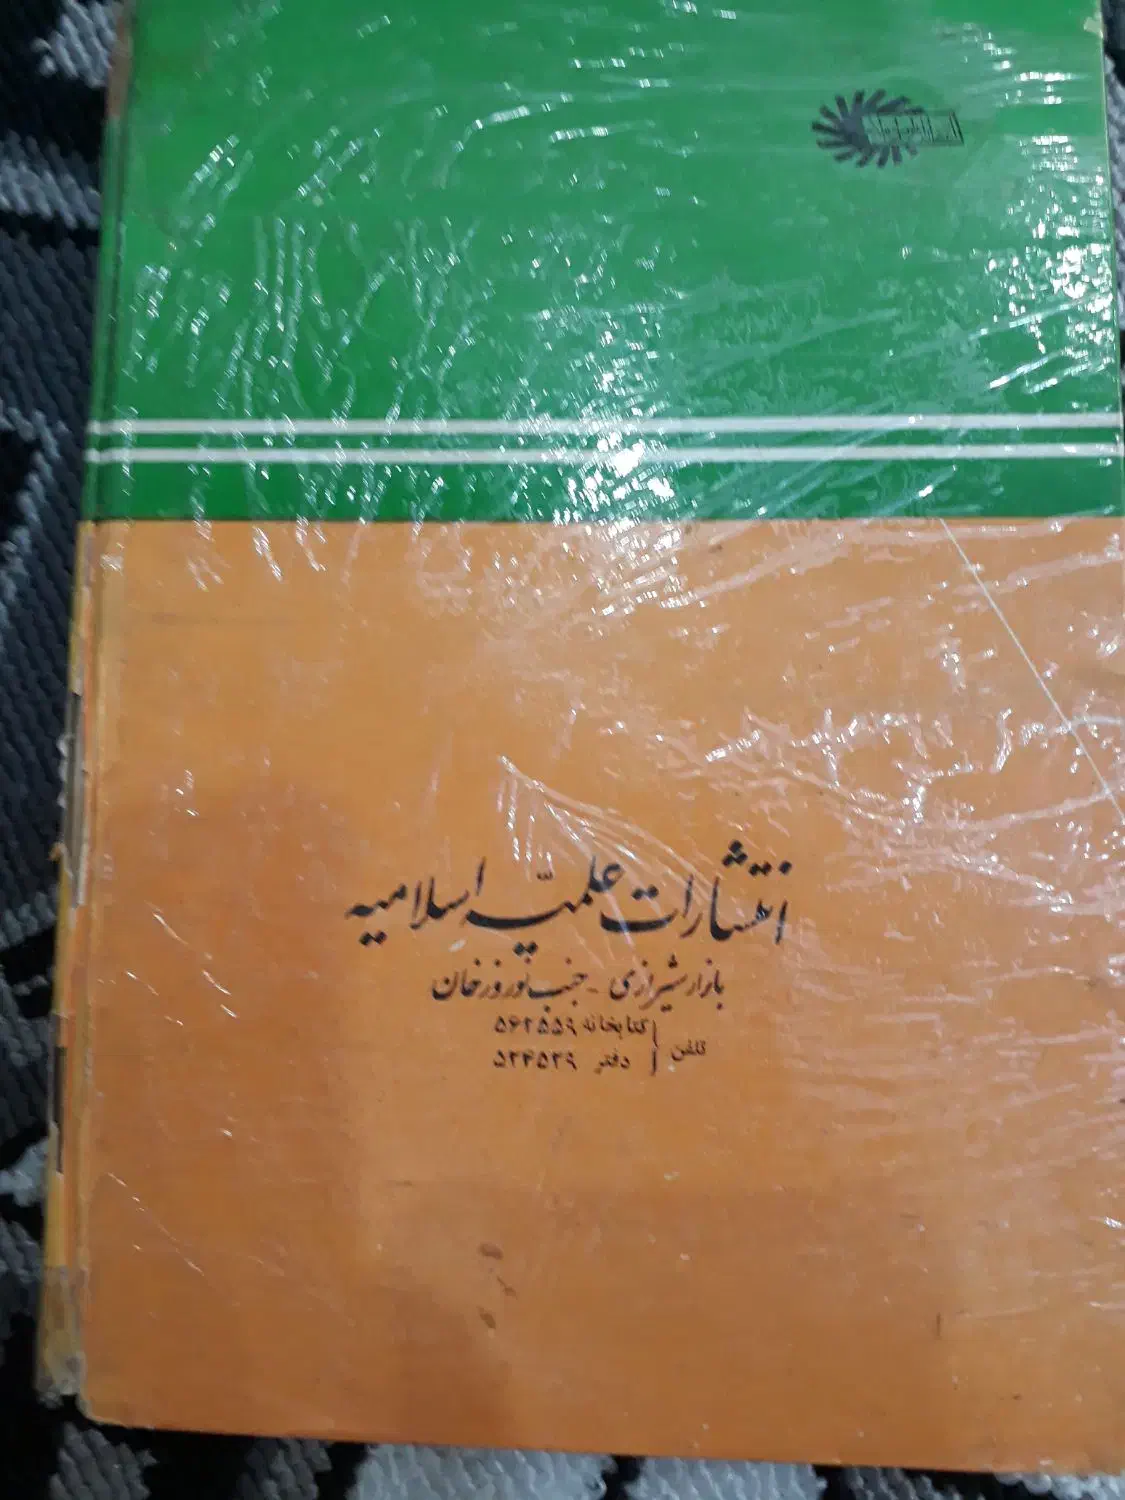 انتشارات علمیه اسلامیه
بازار شیرازی - جنب نوروزخان
تلفن
کتابخانه ۵۶۲۵۵۹
دفتر ۵۲۴۵۲۹